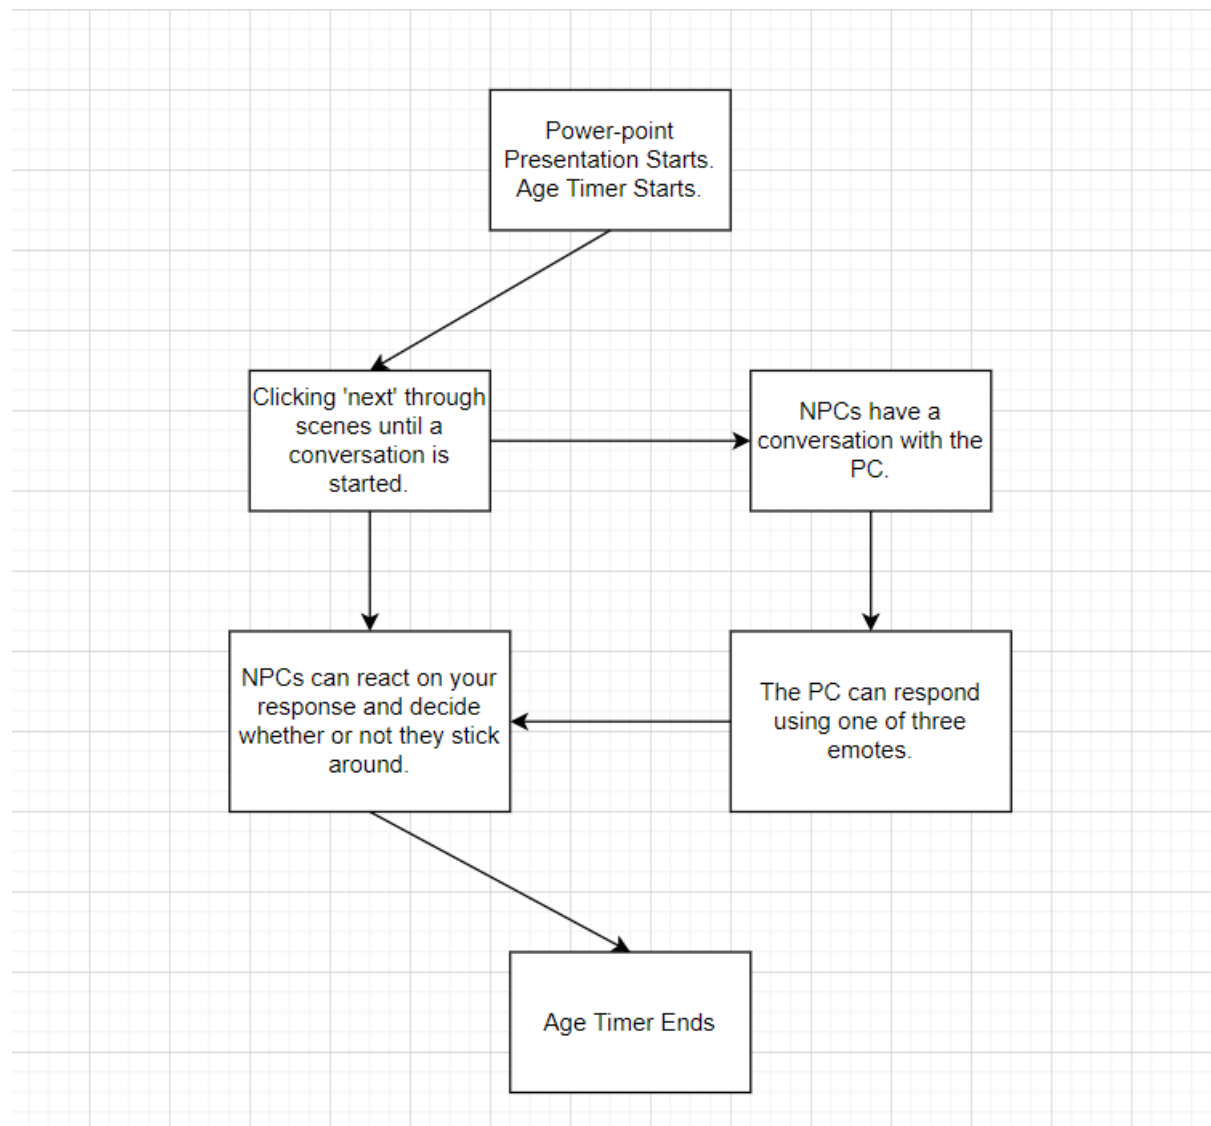 Power-point
Presentation Starts.
Age Timer Starts.
Clicking 'next' through
scenes until a
conversation is
started.
NPCs have a
conversation with the
PC.
NPCs can react on your
response and decide
whether or not they stick
around.
The PC can respond
using one of three
emotes.
Age Timer Ends